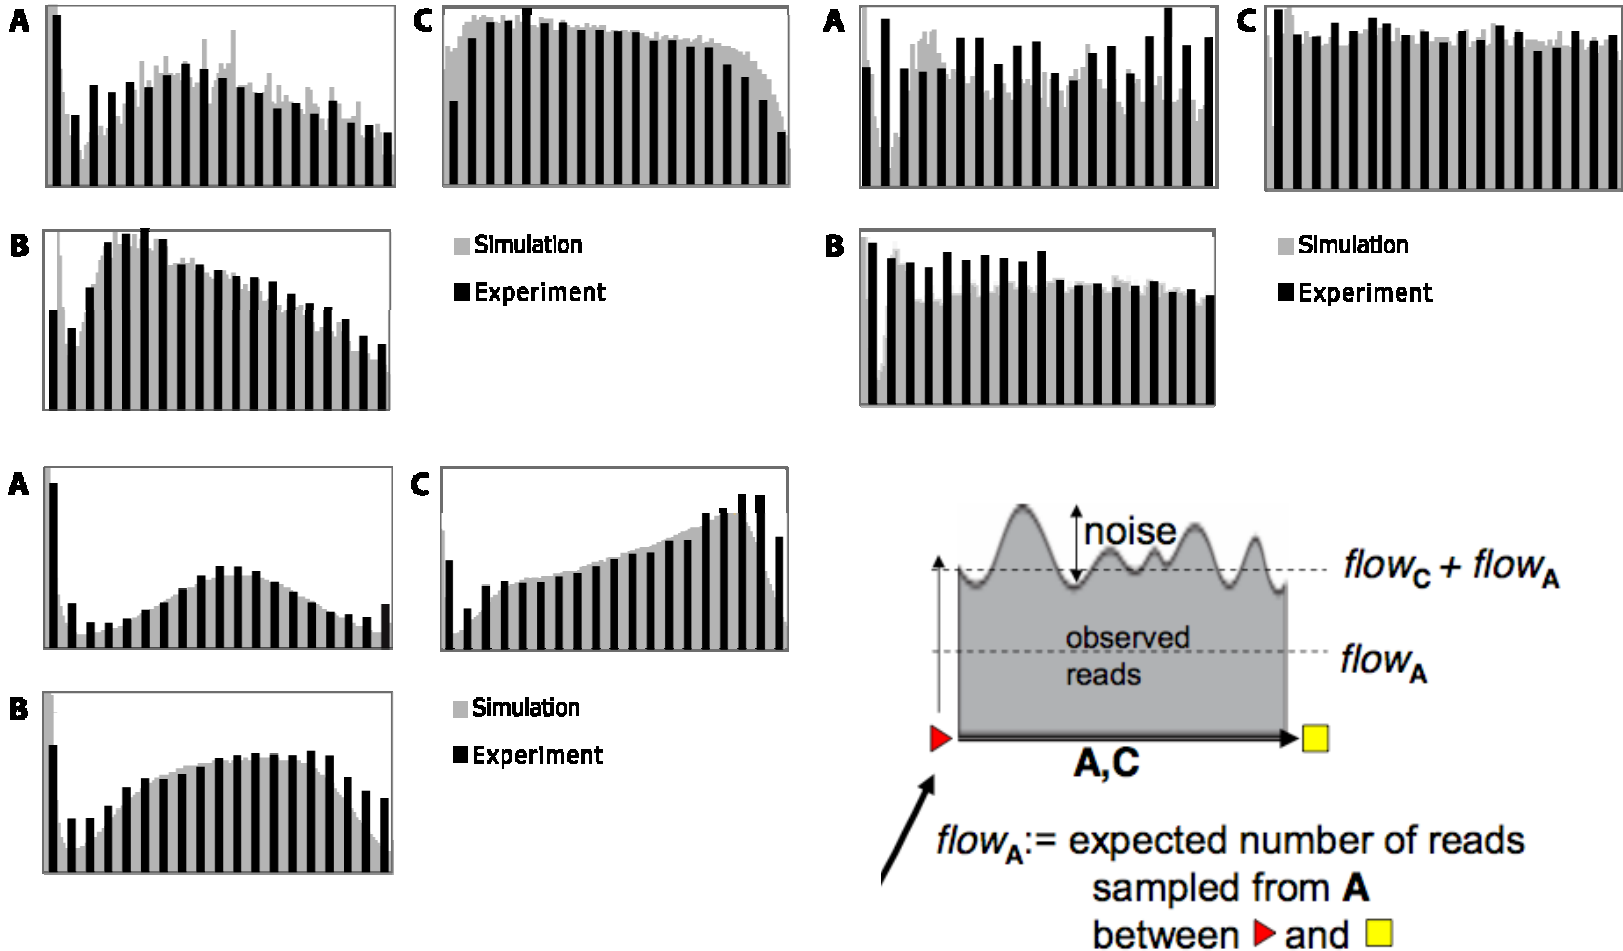 A
C
B
Simulation
Experiment
A
C
B
Simulation
Experiment
A
C
B
Simulation
Experiment
noise
flowC + flowA
observed
reads
flowA
A,C
flowA:= expected number of reads
sampled from A
between and